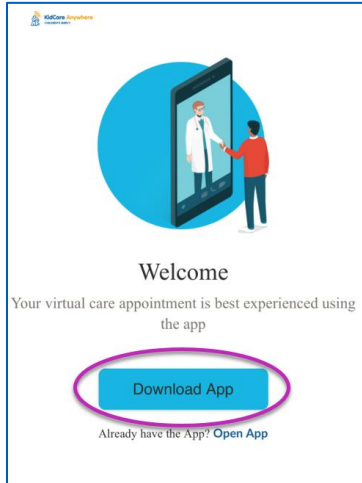 KidCare Anywhere
Welcome
Your virtual care appointment is best experienced using
the app
Download App
Already have the App? Open App